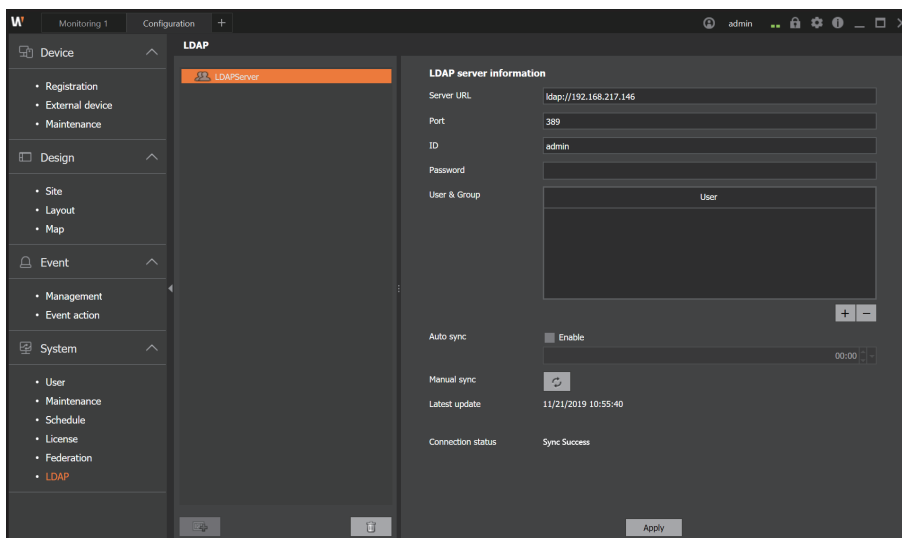 W
Monitoring 1
Configuration
+
admin
Device
Registration
External device
Maintenance
Design
Site
Layout
Map
Event
Management
Event action
System
User
Maintenance
Schedule
License
Federation
LDAP
LDAP
LDAPServer
LDAP server information
Server URL ldap://192.168.217.146
Port 389
ID admin
Password
User & Group User
+ −
Auto sync Enable
00:00
Manual sync
Latest update 11/21/2019 10:55:40
Connection status Sync Success
Apply